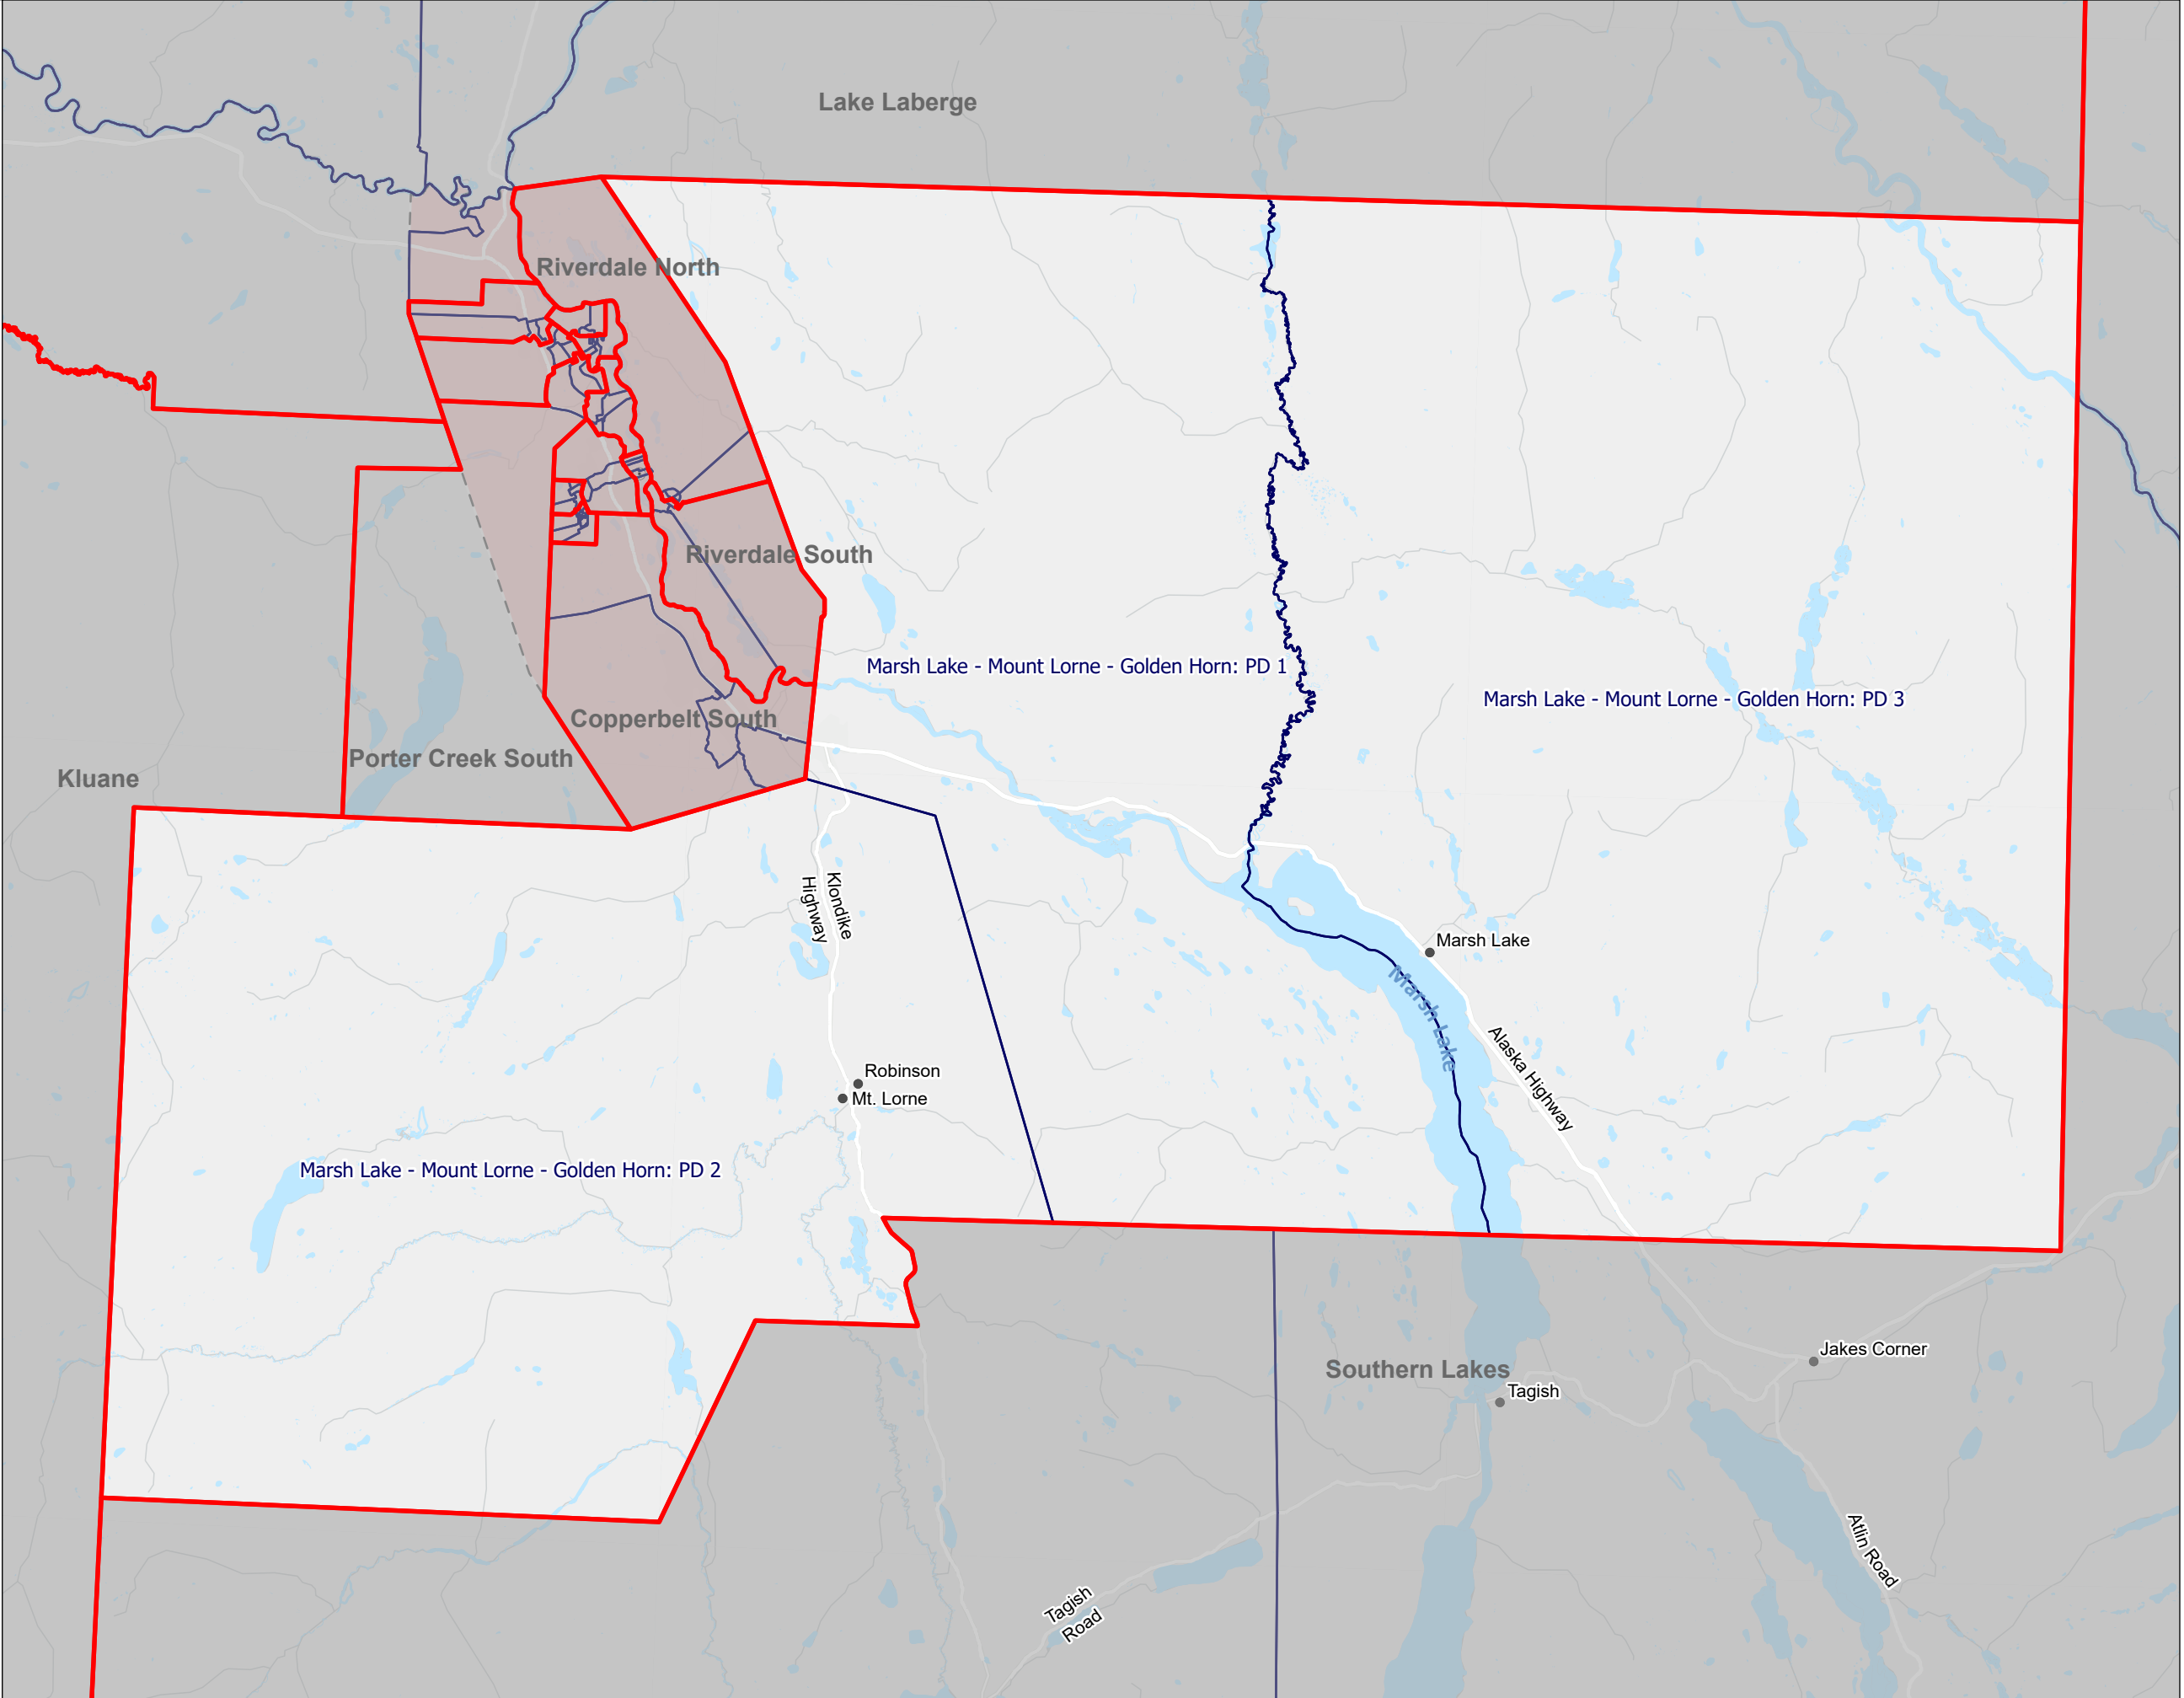 Lake Laberge
Riverdale North
Riverdale South
Marsh Lake - Mount Lorne - Golden Horn: PD 1
Marsh Lake - Mount Lorne - Golden Horn: PD 3
Copperbelt South
Porter Creek South
Kluane
Klondike
Highway
Marsh Lake
Marsh Lake
Alaska Highway
Robinson
Mt. Lorne
Marsh Lake - Mount Lorne - Golden Horn: PD 2
Jakes Corner
Southern Lakes
Tagish
Atlin Road
Tagish
Road